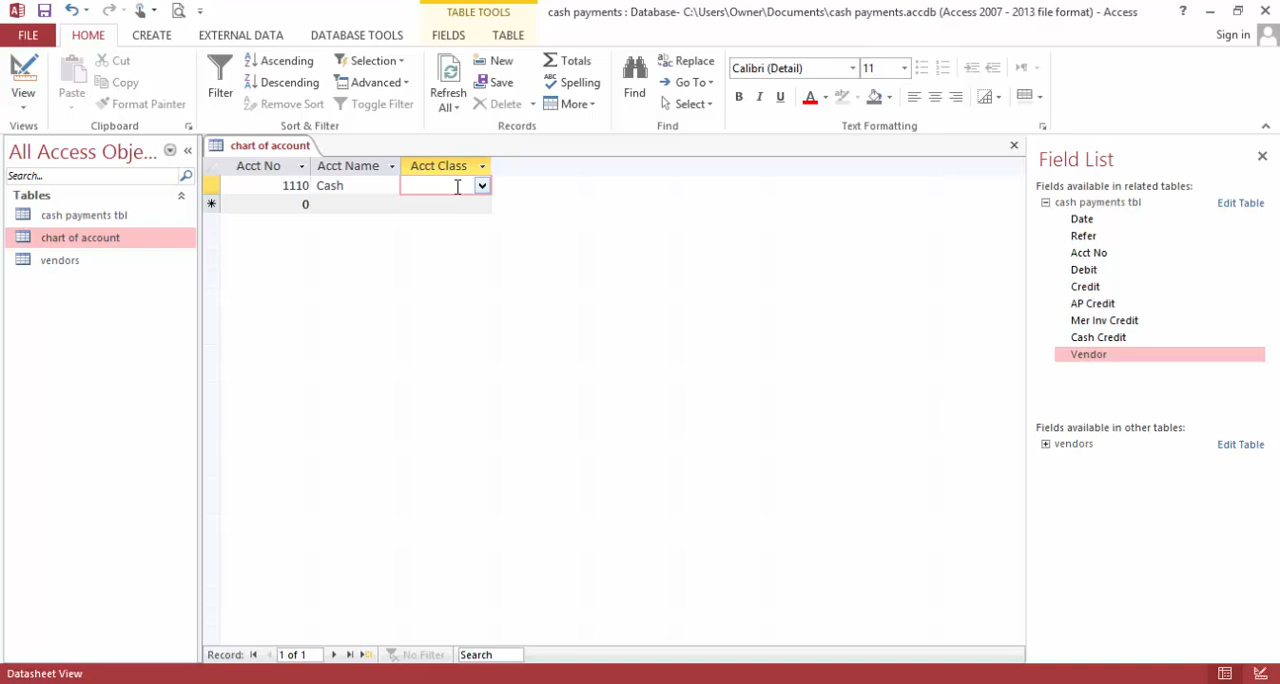 TABLE TOOLS
cash payments : Database- C:\Users\Owner\Documents\cash payments.accdb (Access 2007 - 2013 file format) - Access
?
FILE HOME CREATE EXTERNAL DATA DATABASE TOOLS FIELDS TABLE Sign in
View
Views
Paste
Cut
Copy
Format Painter
Clipboard
Filter
Ascending
Descending
Remove Sort
Selection
Advanced
Toggle Filter
Sort & Filter
Refresh
All
New
Save
Delete
Totals
Spelling
More
Records
Find
Replace
Go To
Select
Find
Calibri (Detail) 11
B I U A
Text Formatting
All Access Obje...
Search...
Tables
cash payments tbl
chart of account
vendors
chart of account
Acct No Acct Name Acct Class
1110 Cash
* 0
Record: 1 of 1 No Filter Search
Field List
Fields available in related tables:
cash payments tbl Edit Table
Date
Refer
Acct No
Debit
Credit
AP Credit
Mer Inv Credit
Cash Credit
Vendor
Fields available in other tables:
vendors Edit Table
Datasheet View